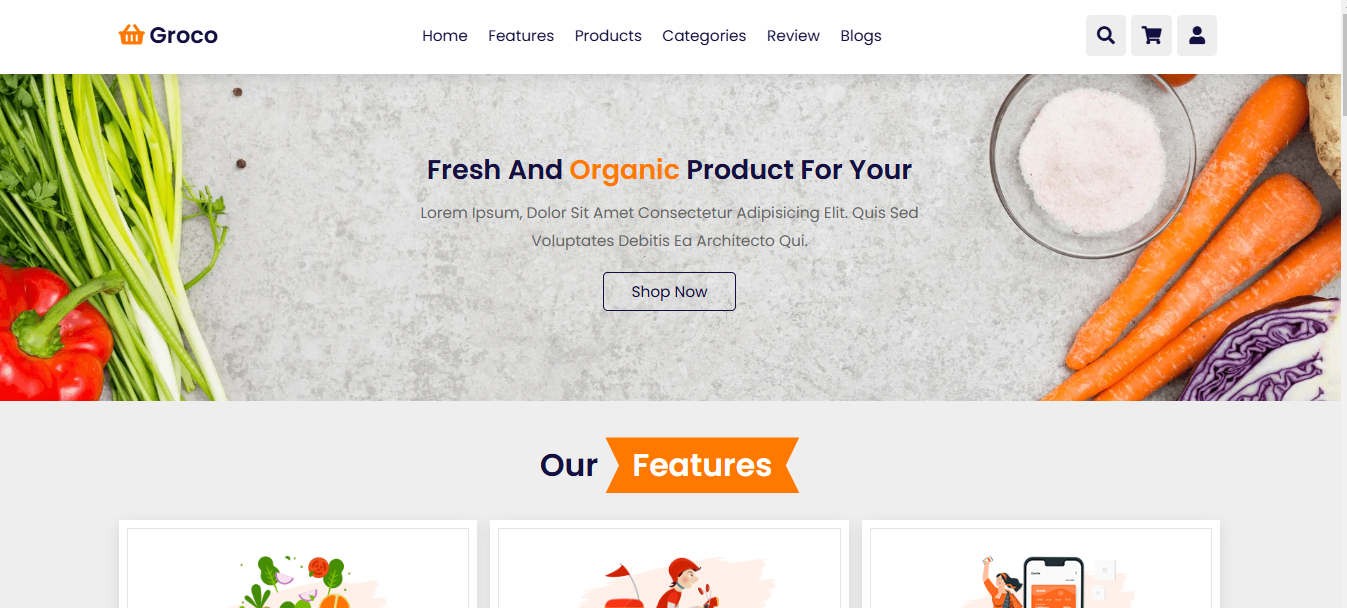 Groco
Home Features Products Categories Review Blogs
Fresh And Organic Product For Your
Lorem Ipsum, Dolor Sit Amet Consectetur Adipisicing Elit. Quis Sed
Voluptates Debitis Ea Architecto Qui.
Shop Now
Our Features